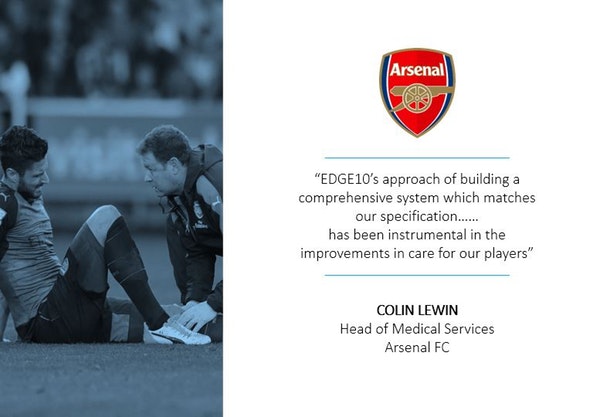 Arsenal
“EDGE10’s approach of building a
comprehensive system which matches
our specification......
has been instrumental in the
improvements in care for our players”
COLIN LEWIN
Head of Medical Services
Arsenal FC